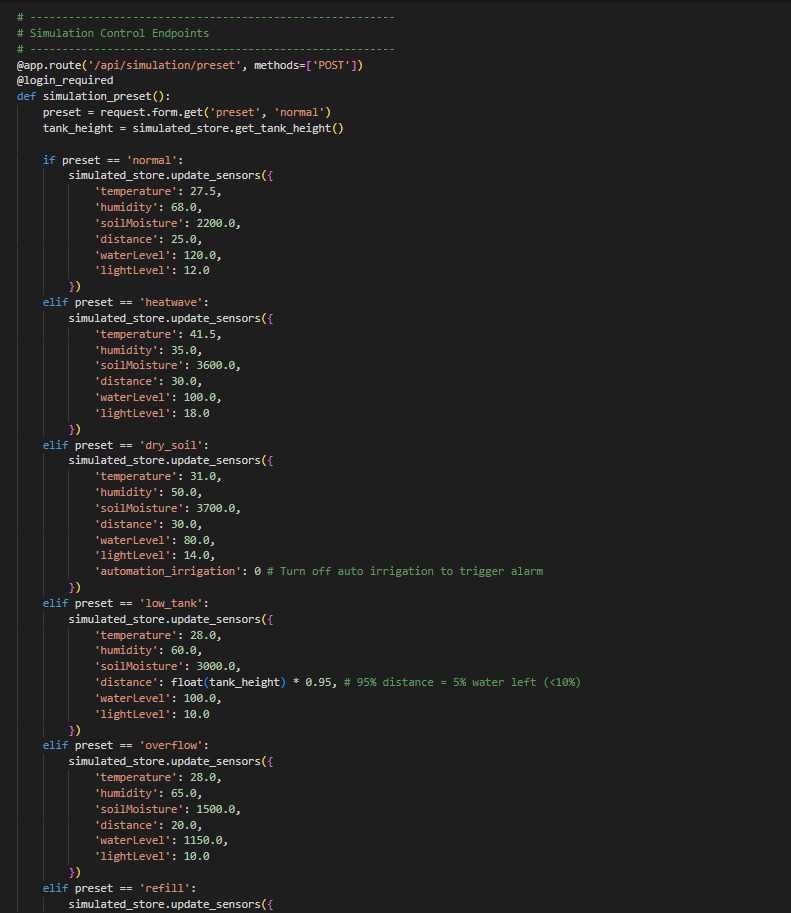 # ---------------------------------------------------------
# Simulation Control Endpoints
# ---------------------------------------------------------
@app.route('/api/simulation/preset', methods=['POST'])
@login_required
def simulation_preset():
    preset = request.form.get('preset', 'normal')
    tank_height = simulated_store.get_tank_height()

    if preset == 'normal':
        simulated_store.update_sensors({
            'temperature': 27.5,
            'humidity': 68.0,
            'soilMoisture': 2200.0,
            'distance': 25.0,
            'waterLevel': 120.0,
            'lightLevel': 12.0
        })
    elif preset == 'heatwave':
        simulated_store.update_sensors({
            'temperature': 41.5,
            'humidity': 35.0,
            'soilMoisture': 3600.0,
            'distance': 30.0,
            'waterLevel': 100.0,
            'lightLevel': 18.0
        })
    elif preset == 'dry_soil':
        simulated_store.update_sensors({
            'temperature': 31.0,
            'humidity': 50.0,
            'soilMoisture': 3700.0,
            'distance': 30.0,
            'waterLevel': 80.0,
            'lightLevel': 14.0,
            'automation_irrigation': 0 # Turn off auto irrigation to trigger alarm
        })
    elif preset == 'low_tank':
        simulated_store.update_sensors({
            'temperature': 28.0,
            'humidity': 60.0,
            'soilMoisture': 3000.0,
            'distance': float(tank_height) * 0.95, # 95% distance = 5% water left (<10%)
            'waterLevel': 100.0,
            'lightLevel': 10.0
        })
    elif preset == 'overflow':
        simulated_store.update_sensors({
            'temperature': 28.0,
            'humidity': 65.0,
            'soilMoisture': 1500.0,
            'distance': 20.0,
            'waterLevel': 1150.0,
            'lightLevel': 10.0
        })
    elif preset == 'refill':
        simulated_store.update_sensors({